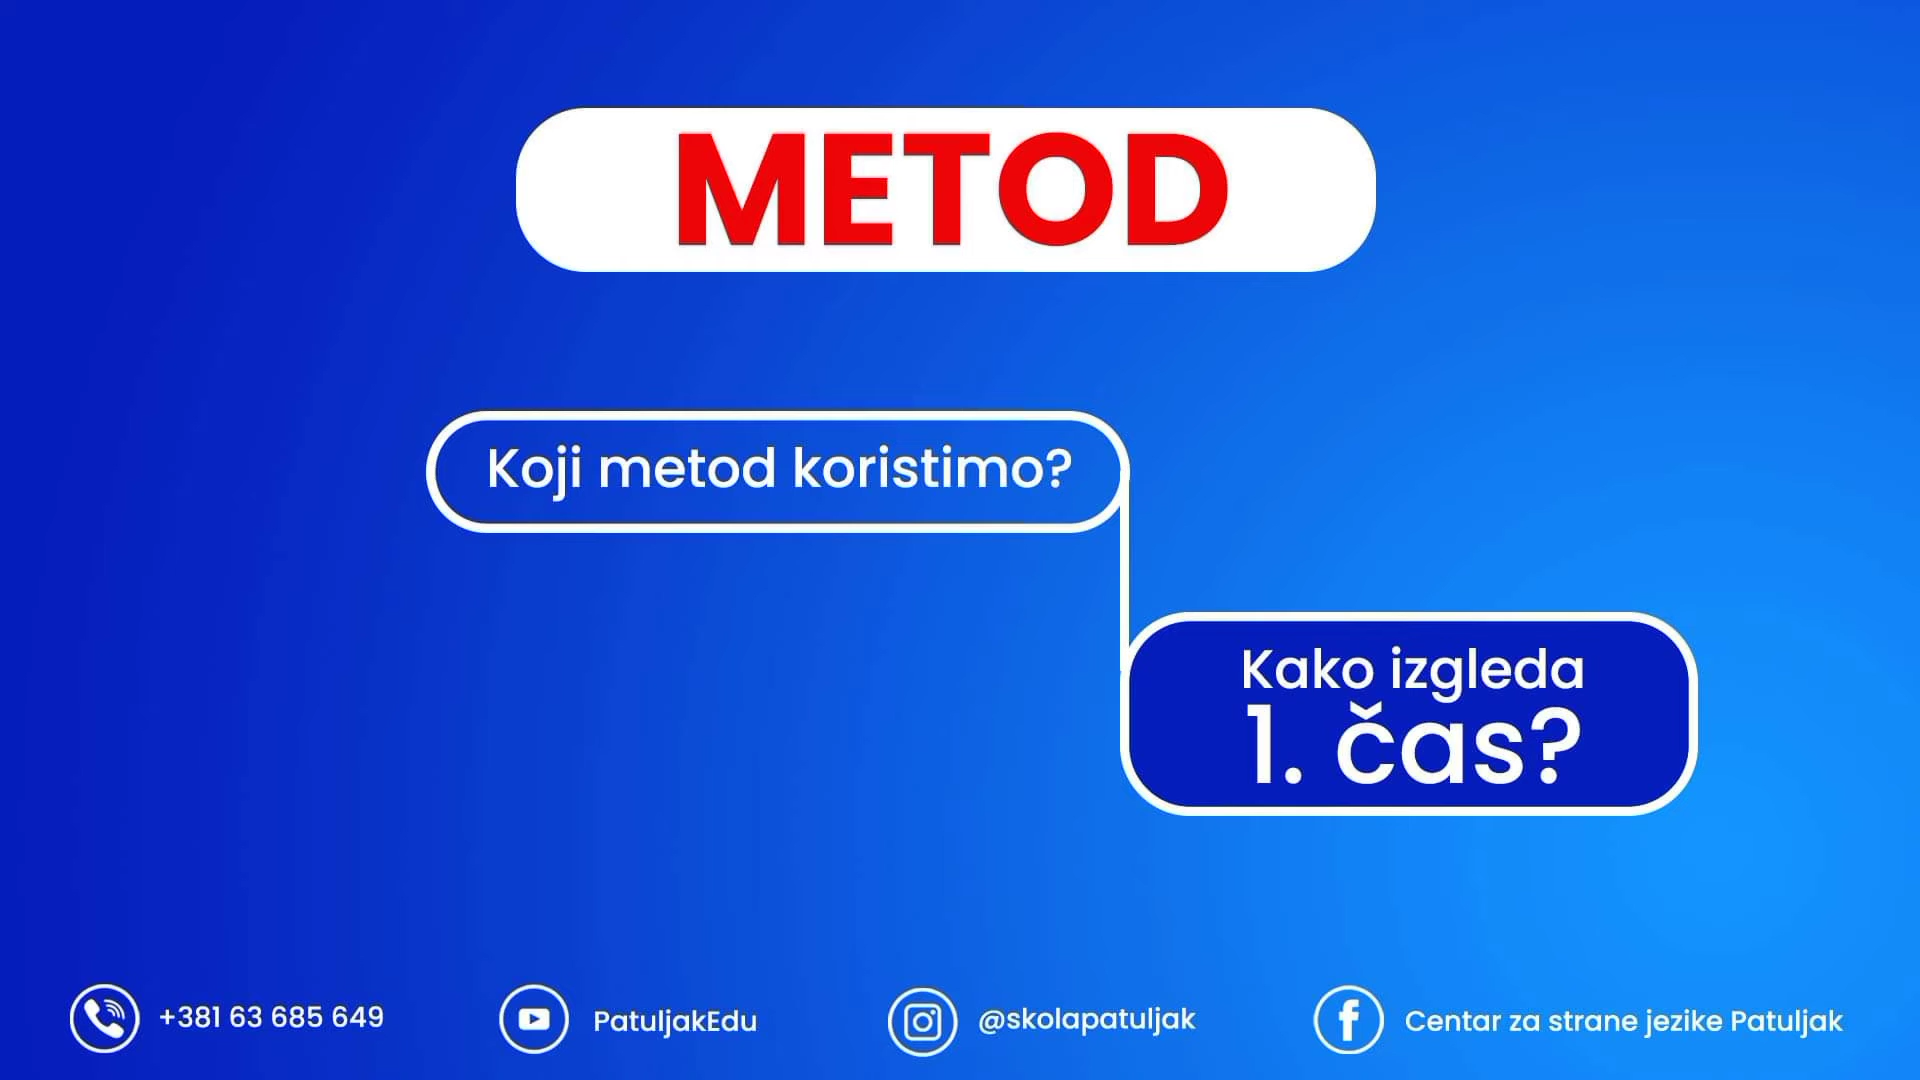 METOD
Koji metod koristimo?
Kako izgleda
1. čas?
+381 63 685 649
PatuljakEdu
@skolapatuljak
Centar za strane jezike Patuljak